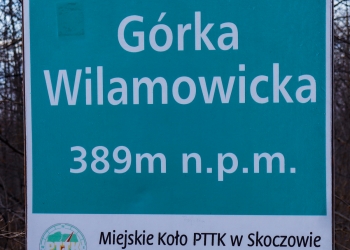 Górka
Wilamowicka
389m n.p.m.
Miejskie Koło PTTK w Skoczowie